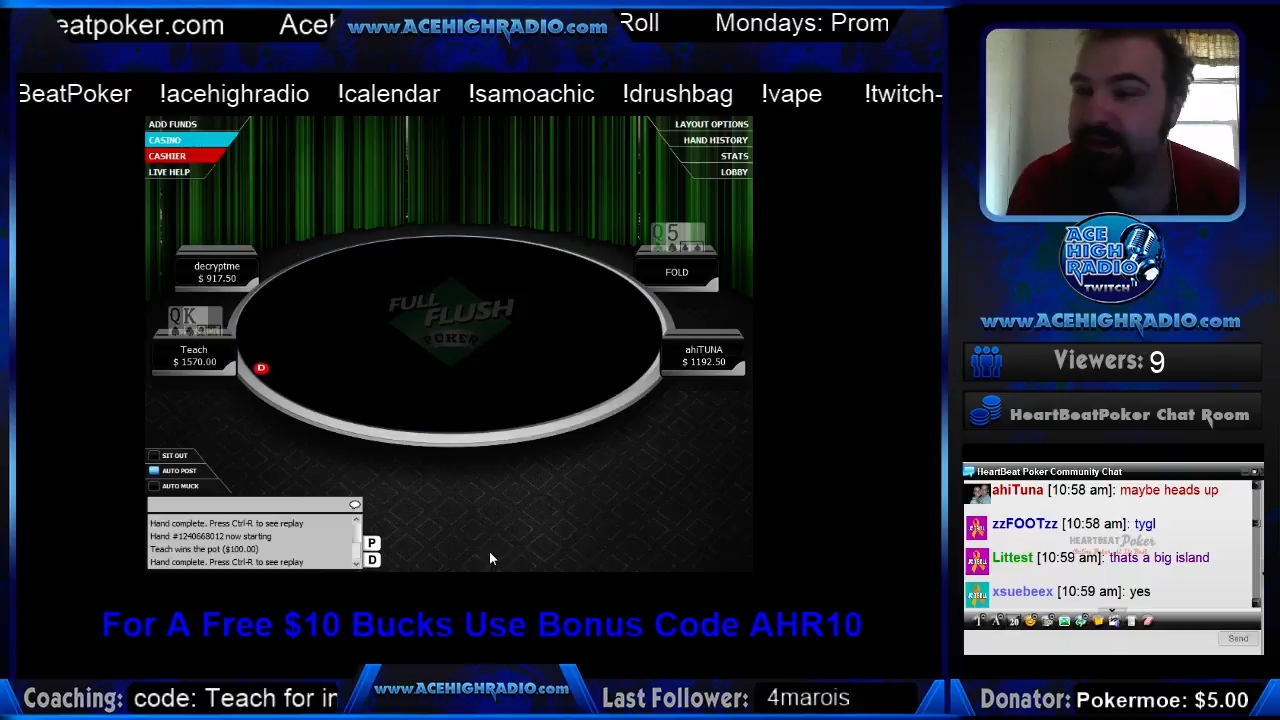 eatpoker.com Ace www.ACEHIGHRADIO.com Roll Mondays: Prom
BeatPoker !acehighradio !calendar !samoachic !drushbag !vape !twitch-
ADD FUNDS
CASINO
CASHIER
LIVE HELP
LAYOUT OPTIONS
HAND HISTORY
STATS
LOBBY
Q 5
decryptme
$ 917.50
FOLD
QK
Teach
$ 1570.00
FULL FLUSH POKER
ahiTUNA
$ 1192.50
D
SIT OUT
AUTO POST
AUTO MUCK
Hand complete. Press Ctrl-R to see replay
Hand #1240668012 now starting
Teach wins the pot ($100.00)
Hand complete. Press Ctrl-R to see replay
P
D
For A Free $10 Bucks Use Bonus Code AHR10
ACE HIGH RADIO
TWITCH
www.ACEHIGHRADIO.com
Viewers: 9
HEARTBEATPOKER CHAT ROOM
HeartBeat Poker Community Chat
ahiTuna [10:58 am]: maybe heads up
zzFOOTzz [10:58 am]: tygl
HEARTBEAT Poker
Littest [10:59 am]: thats a big island
xsuebeex [10:59 am]: yes
20
Send
Coaching: code: Teach for in www.ACEHIGHRADIO.com Last Follower: 4marois Donator: Pokermoe: $5.00